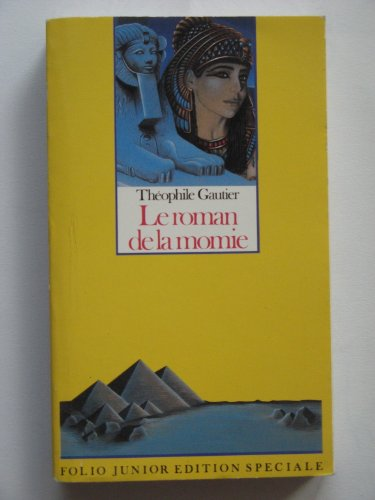 Théophile Gautier
Le roman
de la momie
FOLIO JUNIOR EDITION SPECIALE